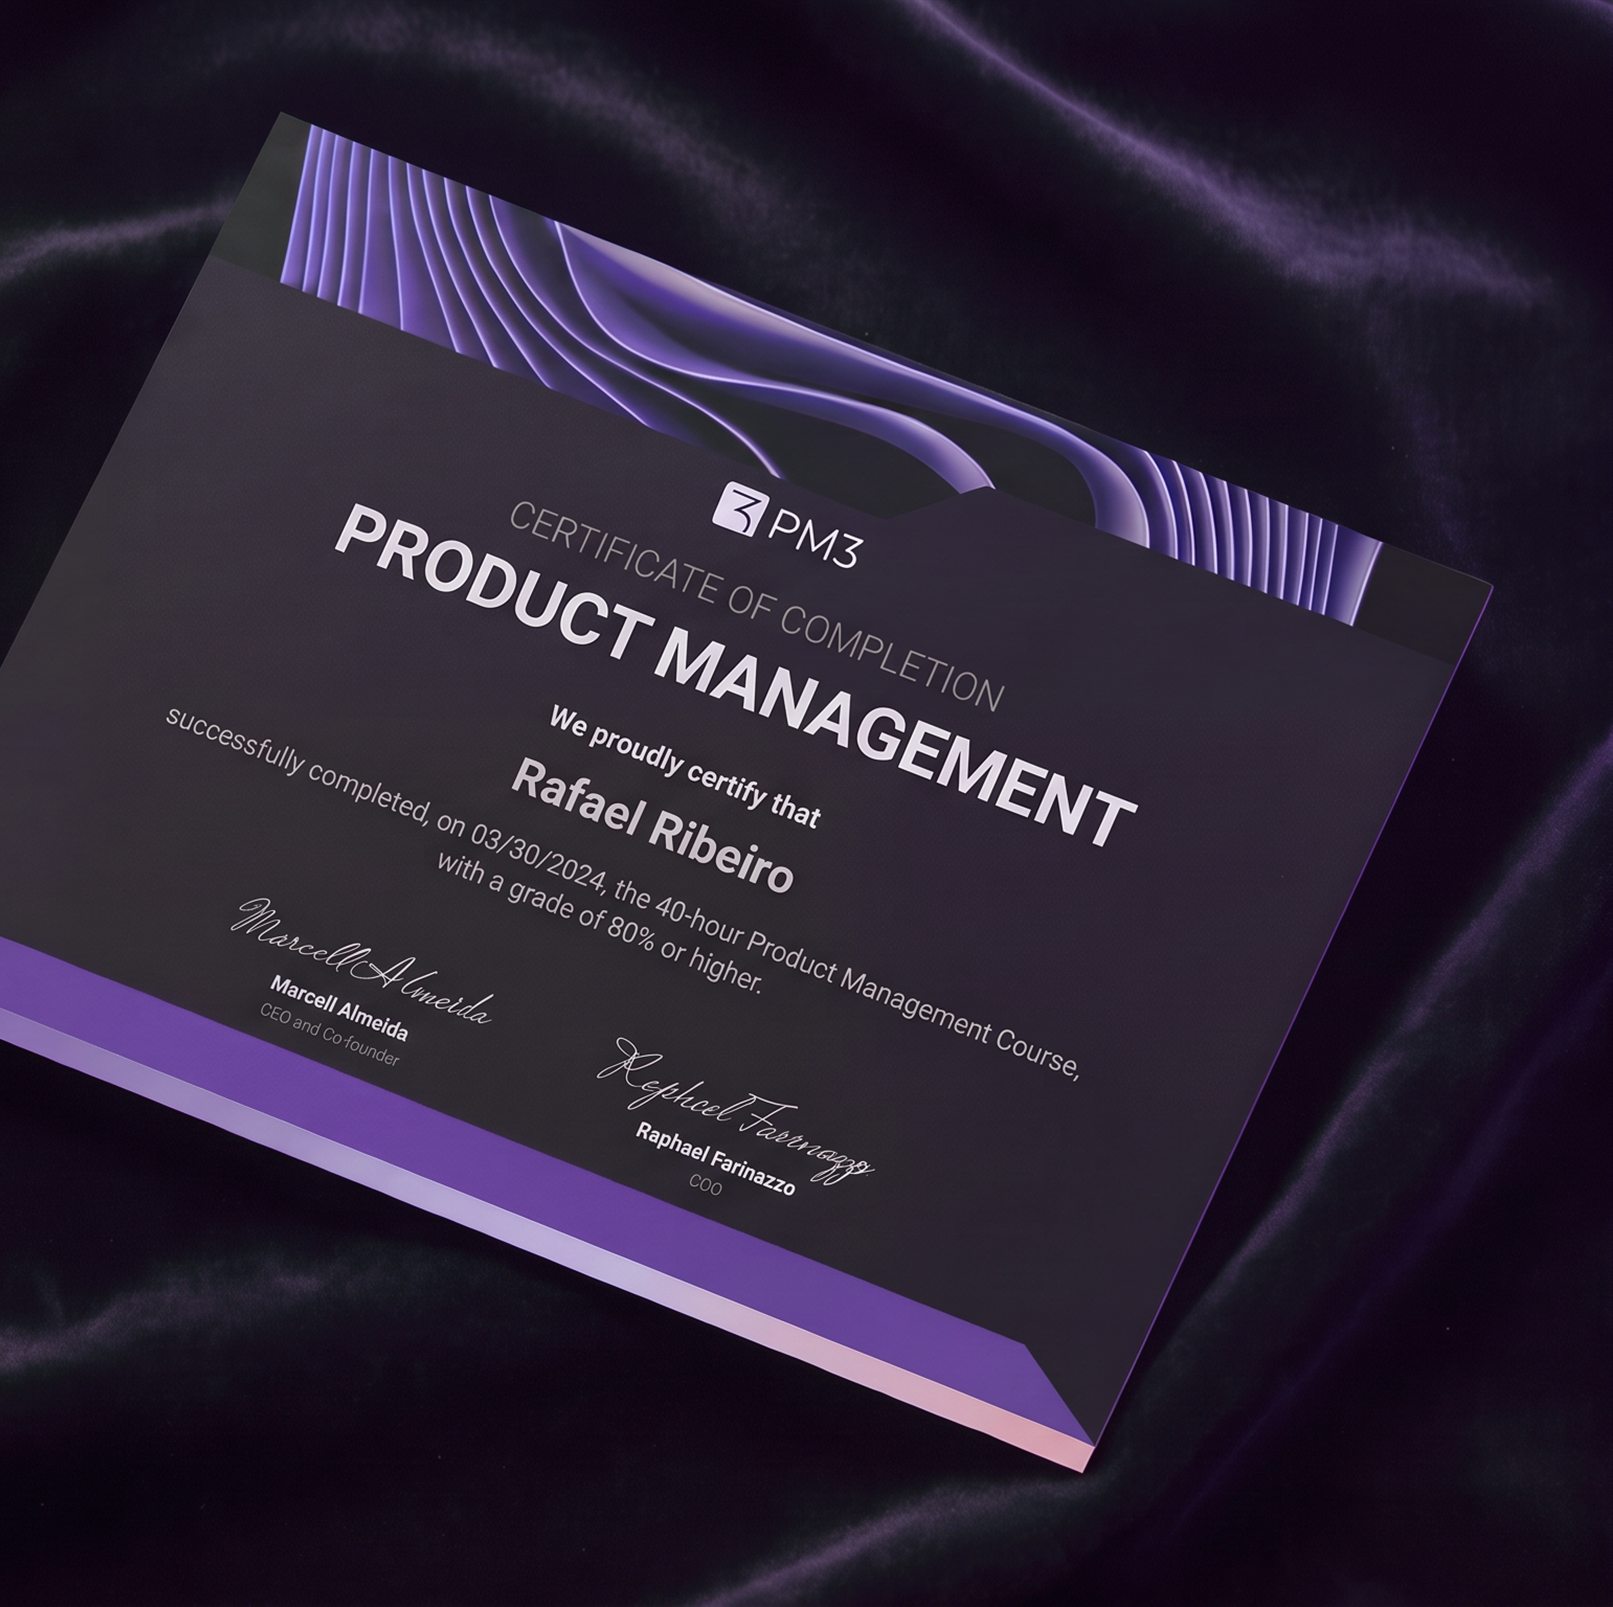 PM3
CERTIFICATE OF COMPLETION
PRODUCT MANAGEMENT
We proudly certify that
Rafael Ribeiro
successfully completed, on 03/30/2024, the 40-hour Product Management Course,
with a grade of 80% or higher.
Marcell Almeida
Marcell Almeida
CEO and Co-founder
Raphael Farinazzo
Raphael Farinazzo
COO